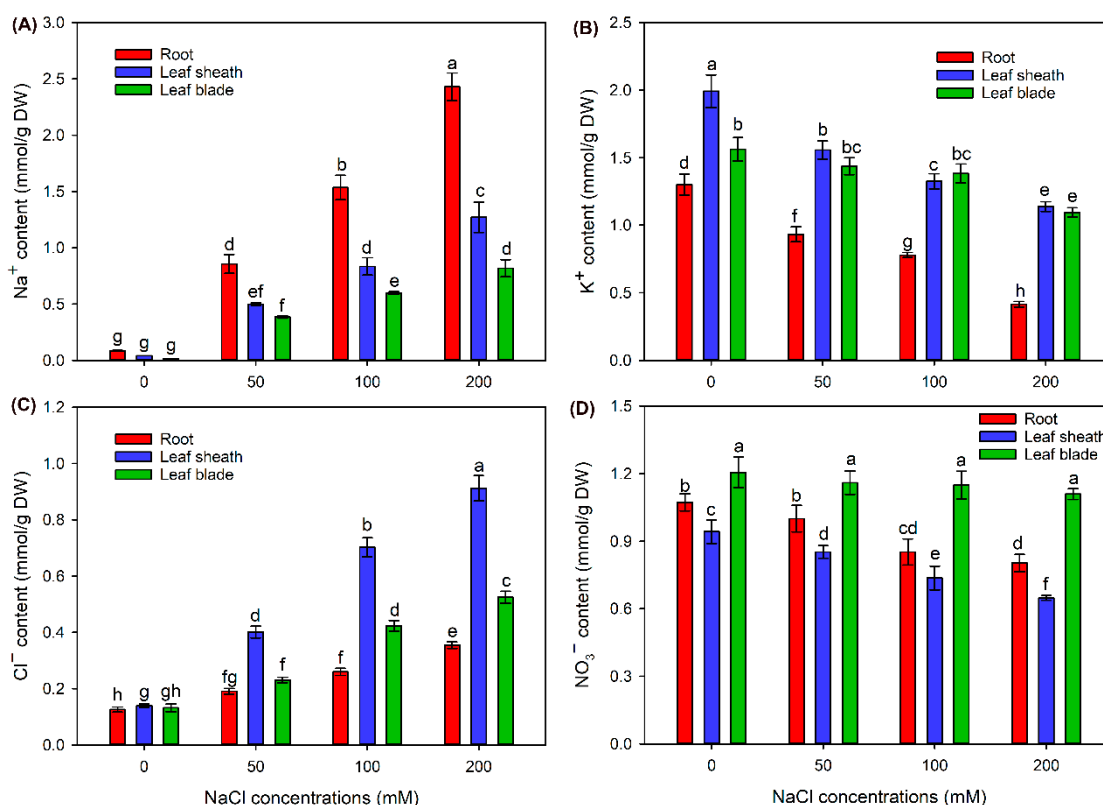 (A)
Na⁺ content (mmol/g DW)
3.0
2.5
2.0
1.5
1.0
0.5
0.0
Root
Leaf sheath
Leaf blade
g g g
d ef f
b d e
a c d
0 50 100 200
(B)
K⁺ content (mmol/g DW)
2.5
2.0
1.5
1.0
0.5
0.0
Root
Leaf sheath
Leaf blade
d a b
f b bc
g c bc
h e e
0 50 100 200
(C)
Cl⁻ content (mmol/g DW)
1.2
1.0
0.8
0.6
0.4
0.2
0.0
Root
Leaf sheath
Leaf blade
h g gh
fg d f
f b d
e a c
0 50 100 200
NaCl concentrations (mM)
(D)
NO₃⁻ content (mmol/g DW)
1.5
1.2
0.9
0.6
0.3
0.0
Root
Leaf sheath
Leaf blade
b c a
b d a
cd e a
d f a
0 50 100 200
NaCl concentrations (mM)